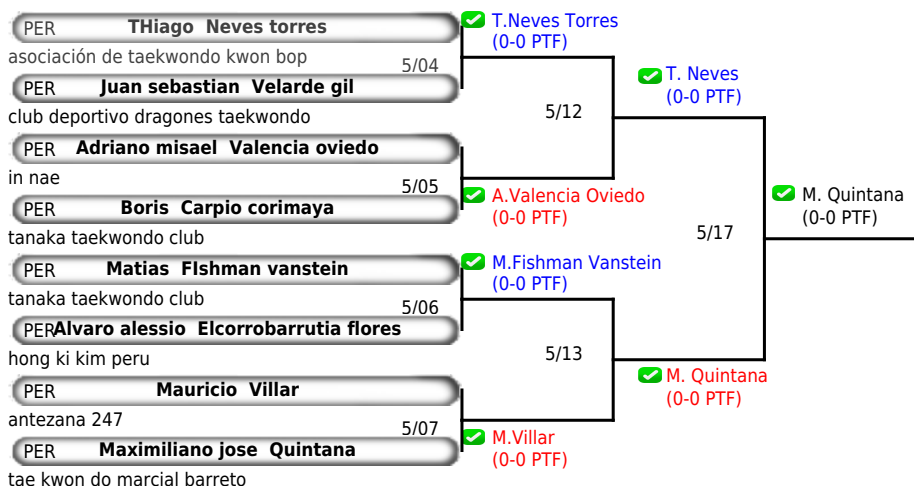 PER THiago Neves torres
asociación de taekwondo kwon bop
5/04
PER Juan sebastian Velarde gil
club deportivo dragones taekwondo
PER Adriano misael Valencia oviedo
in nae
5/05
PER Boris Carpio corimaya
tanaka taekwondo club
PER Matias FIshman vanstein
tanaka taekwondo club
5/06
PER Alvaro alessio Elcorrobarrutia flores
hong ki kim peru
PER Mauricio Villar
antezana 247
5/07
PER Maximiliano jose Quintana
tae kwon do marcial barreto
T.Neves Torres
(0-0 PTF)
5/12
A.Valencia Oviedo
(0-0 PTF)
M.Fishman Vanstein
(0-0 PTF)
5/13
M.Villar
(0-0 PTF)
T. Neves
(0-0 PTF)
5/17
M. Quintana
(0-0 PTF)
M. Quintana
(0-0 PTF)